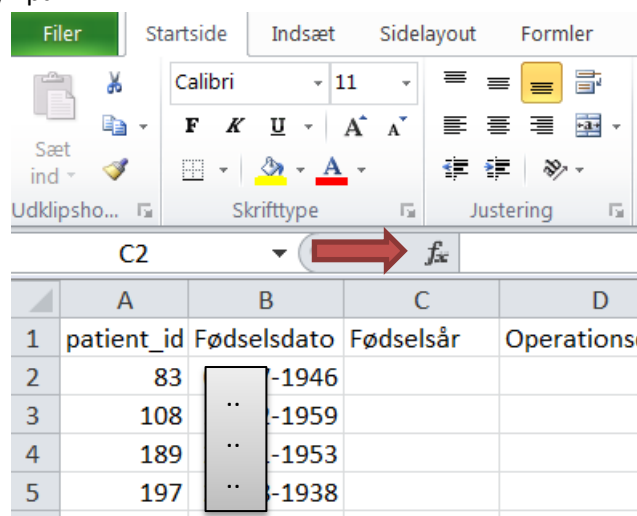 Filer Startside Indsæt Sidelayout Formler
Calibri 11
F K U A A
Sæt
ind
A
Udklipsho... Skrifttype Justering
C2 fx
A B C D
1 patient_id Fødselsdato Fødselsår
2 83 -1946
3 108 .. -1959
4 189 .. -1953
5 197 .. -1938